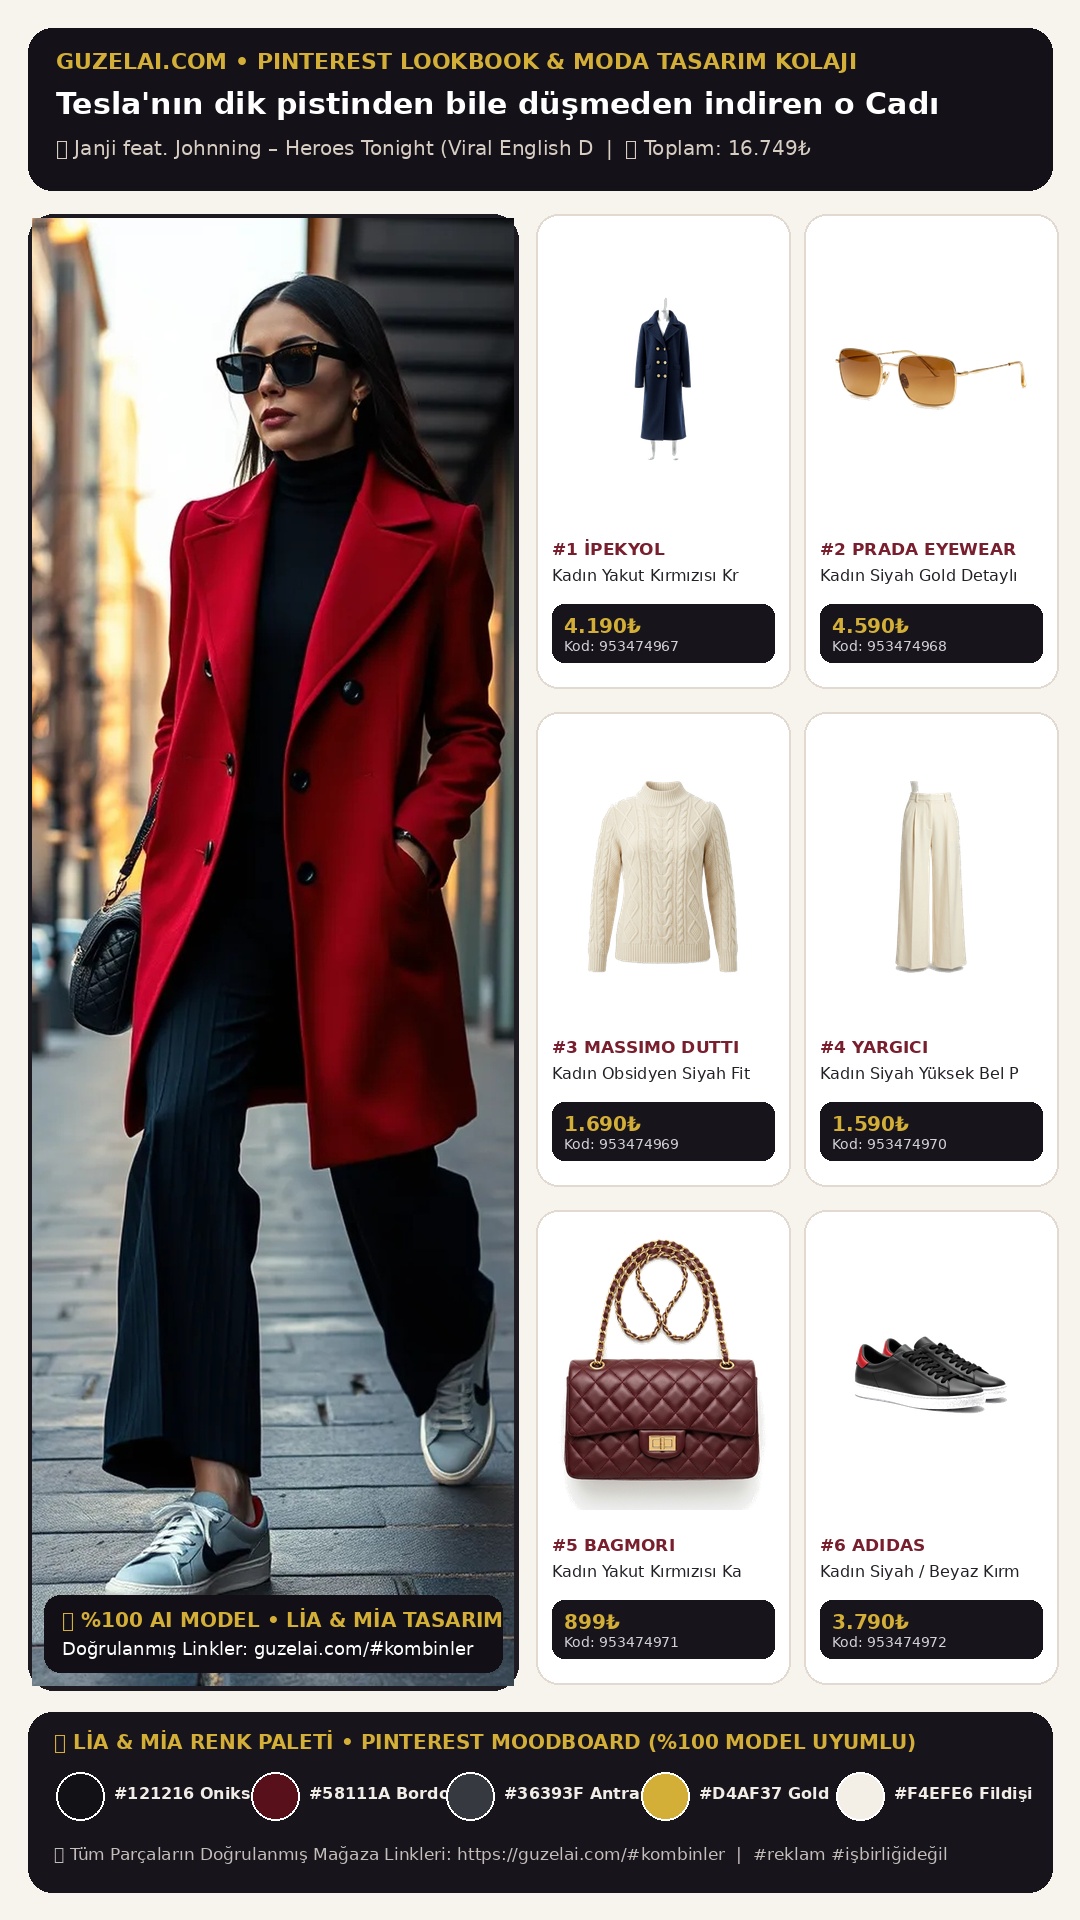 GUZELAI.COM • PINTEREST LOOKBOOK & MODA TASARIM KOLAJI
Tesla'nın dik pistinden bile düşmeden indiren o Cadı
Janji feat. Johnning – Heroes Tonight (Viral English D | Toplam: 16.749₺
#1 İPEKYOL
Kadın Yakut Kırmızısı Kr
4.190₺
Kod: 953474967
#2 PRADA EYEWEAR
Kadın Siyah Gold Detaylı
4.590₺
Kod: 953474968
#3 MASSIMO DUTTI
Kadın Obsidyen Siyah Fit
1.690₺
Kod: 953474969
#4 YARGICI
Kadın Siyah Yüksek Bel P
1.590₺
Kod: 953474970
#5 BAGMORI
Kadın Yakut Kırmızısı Ka
899₺
Kod: 953474971
#6 ADIDAS
Kadın Siyah / Beyaz Kırm
3.790₺
Kod: 953474972
%100 AI MODEL • LİA & MİA TASARIM
Doğrulanmış Linkler: guzelai.com/#kombinler
LİA & MİA RENK PALETİ • PINTEREST MOODBOARD (%100 MODEL UYUMLU)
#121216 Oniks #58111A Bordo #36393F Antra #D4AF37 Gold #F4EFE6 Fildişi
Tüm Parçaların Doğrulanmış Mağaza Linkleri: https://guzelai.com/#kombinler | #reklam #işbirliğideğil